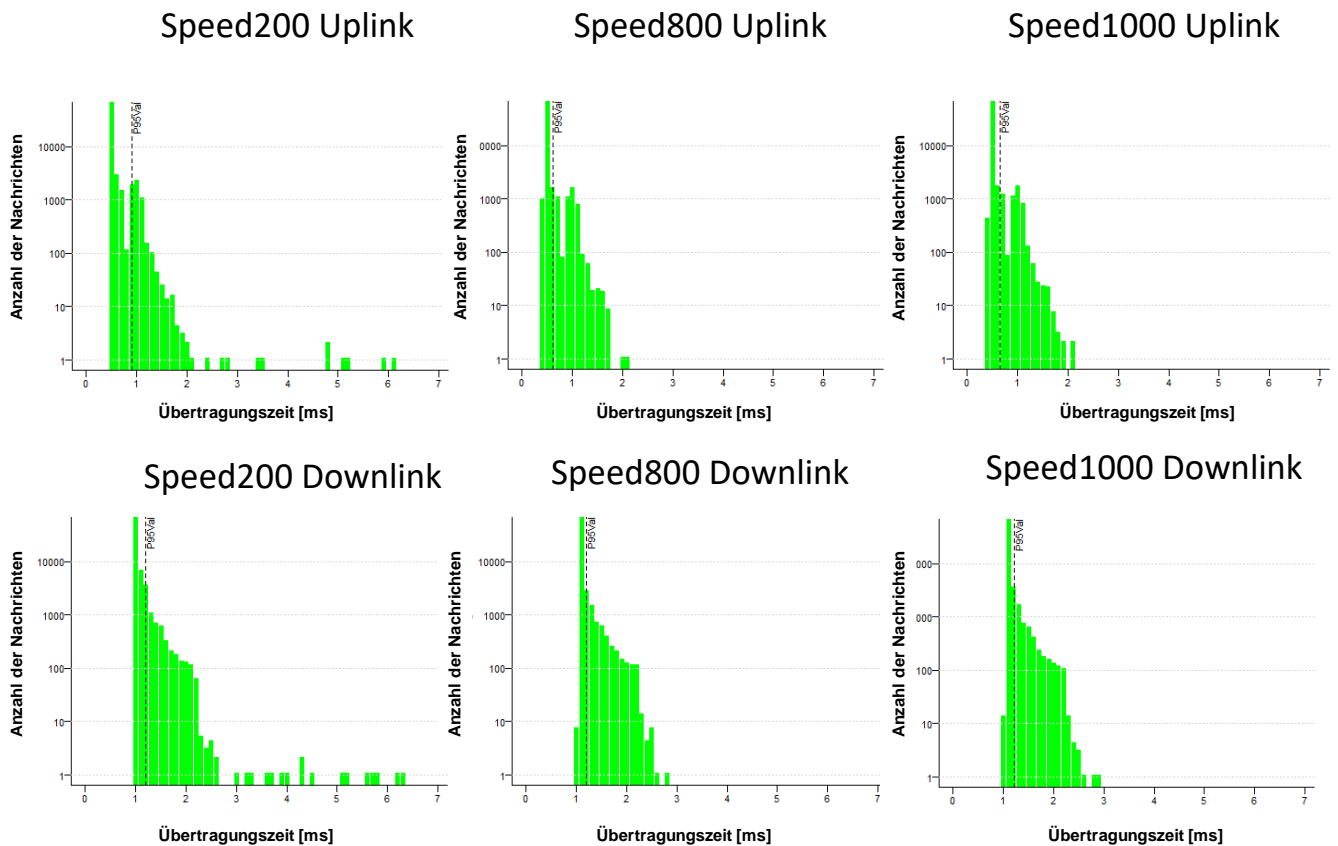 Speed200 Uplink
Speed800 Uplink
Speed1000 Uplink
Anzahl der Nachrichten
10000
1000
100
10
1
P95Val
0 1 2 3 4 5 6 7
Übertragungszeit [ms]
Anzahl der Nachrichten
0000
1000
100
10
1
P95Val
0 1 2 3 4 5 6 7
Übertragungszeit [ms]
Anzahl der Nachrichten
10000
1000
100
10
1
P95Val
0 1 2 3 4 5 6 7
Übertragungszeit [ms]
Speed200 Downlink
Speed800 Downlink
Speed1000 Downlink
Anzahl der Nachrichten
10000
1000
100
10
1
P95Val
0 1 2 3 4 5 6 7
Übertragungszeit [ms]
Anzahl der Nachrichten
10000
1000
100
10
1
P95Val
0 1 2 3 4 5 6 7
Übertragungszeit [ms]
Anzahl der Nachrichten
000
000
100
10
1
P95Val
0 1 2 3 4 5 6 7
Übertragungszeit [ms]